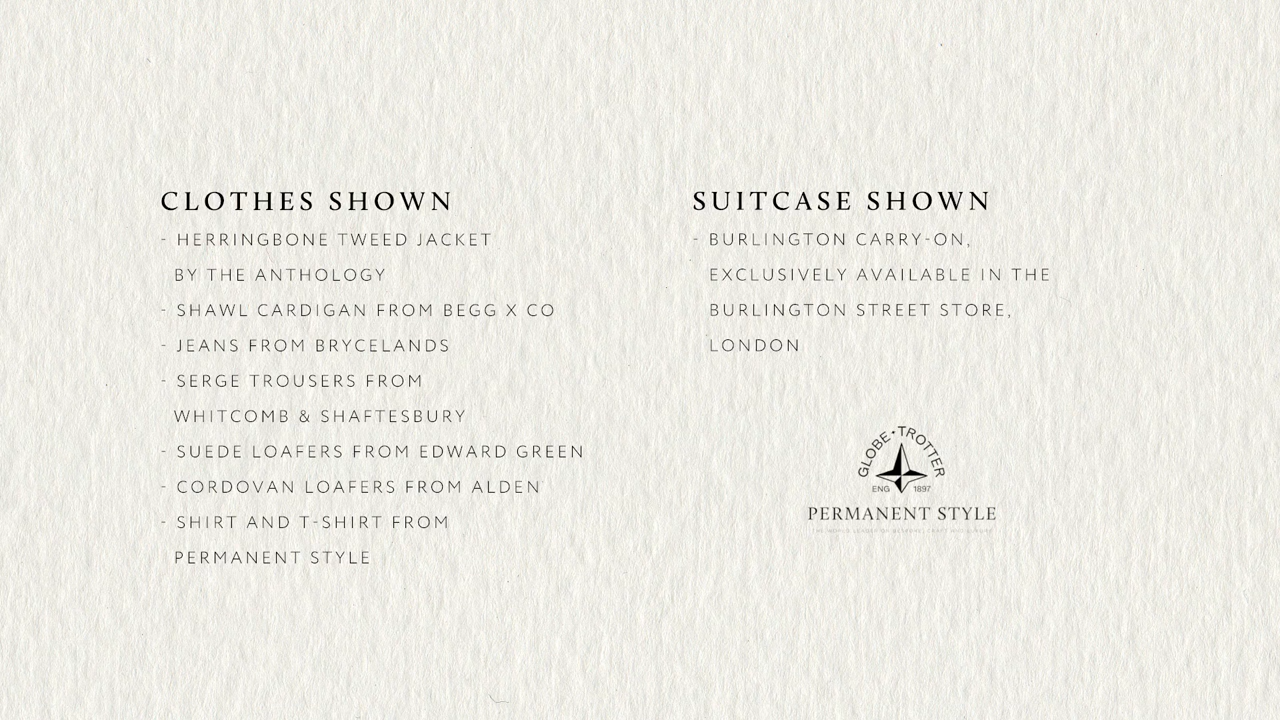 CLOTHES SHOWN
- HERRINGBONE TWEED JACKET
BY THE ANTHOLOGY
- SHAWL CARDIGAN FROM BEGG X CO
- JEANS FROM BRYCELANDS
- SERGE TROUSERS FROM
WHITCOMB & SHAFTESBURY
- SUEDE LOAFERS FROM EDWARD GREEN
- CORDOVAN LOAFERS FROM ALDEN
- SHIRT AND T-SHIRT FROM
PERMANENT STYLE
SUITCASE SHOWN
- BURLINGTON CARRY-ON,
EXCLUSIVELY AVAILABLE IN THE
BURLINGTON STREET STORE,
LONDON
GLOBE•TROTTER
ENG 1897
PERMANENT STYLE